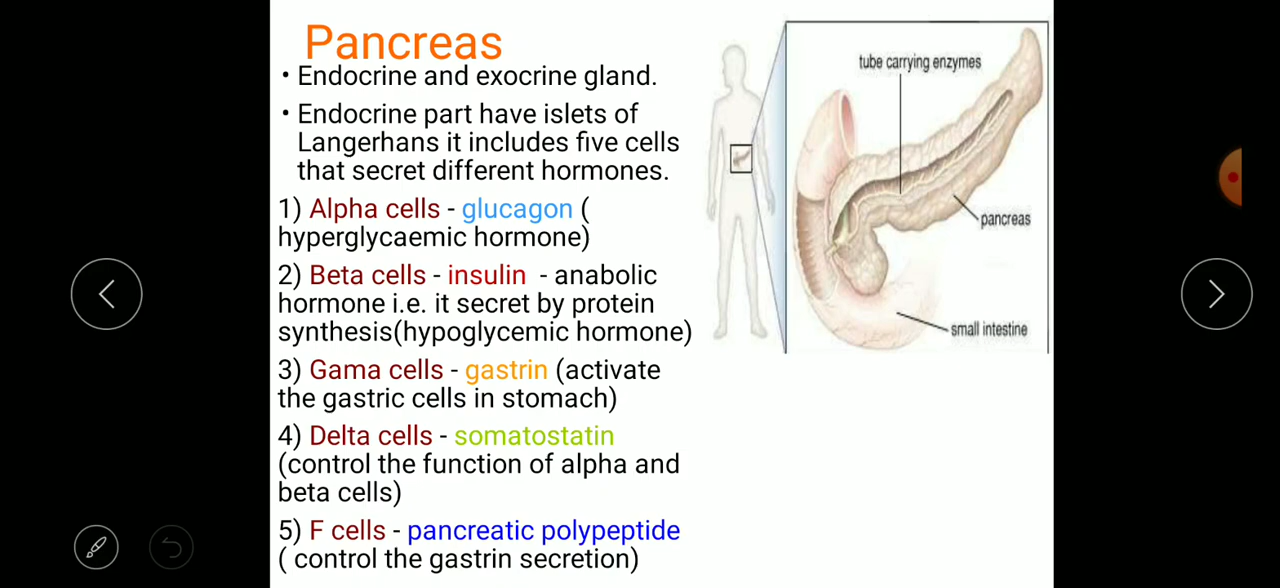 Pancreas
• Endocrine and exocrine gland.
• Endocrine part have islets of
Langerhans it includes five cells
that secret different hormones.
1) Alpha cells - glucagon (
hyperglycaemic hormone)
2) Beta cells - insulin - anabolic
hormone i.e. it secret by protein
synthesis(hypoglycemic hormone)
3) Gama cells - gastrin (activate
the gastric cells in stomach)
4) Delta cells - somatostatin
(control the function of alpha and
beta cells)
5) F cells - pancreatic polypeptide
( control the gastrin secretion)
tube carrying enzymes
pancreas
small intestine